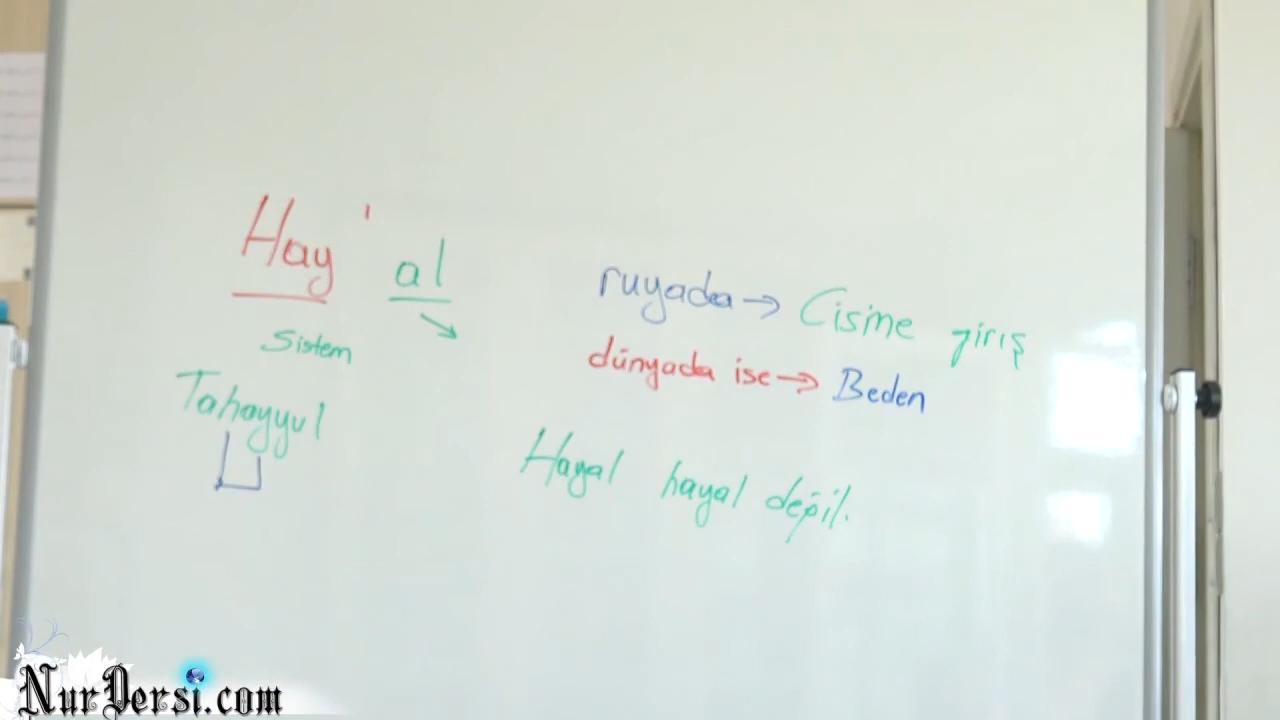 Hay ' al
Sistem
Tahayyul
ruyada → Cisme giriş
dünyada ise → Beden
Hayal hayal değil.
NurDersi.com